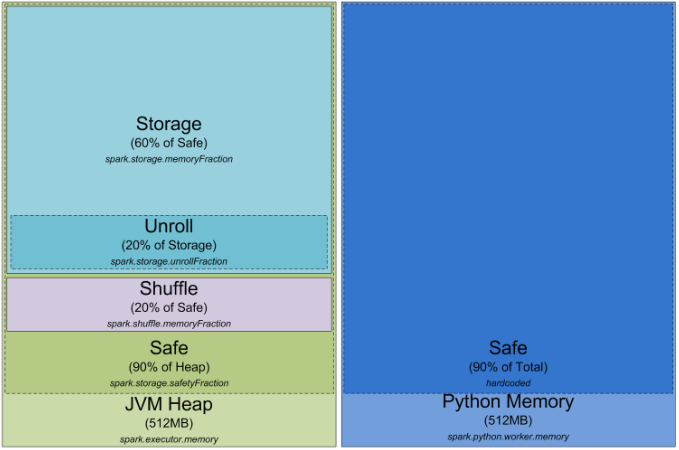 Storage
(60% of Safe)
spark.storage.memoryFraction
Unroll
(20% of Storage)
spark.storage.unrollFraction
Shuffle
(20% of Safe)
spark.shuffle.memoryFraction
Safe
(90% of Heap)
spark.storage.safetyFraction
JVM Heap
(512MB)
spark.executor.memory
Safe
(90% of Total)
hardcoded
Python Memory
(512MB)
spark.python.worker.memory